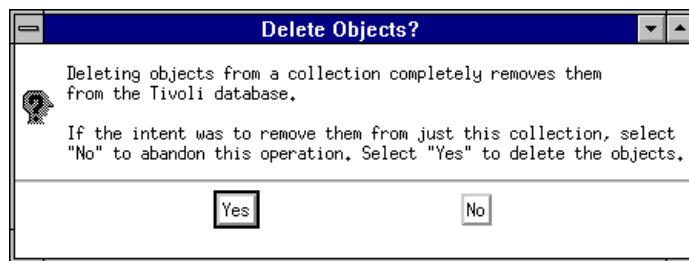 Delete Objects?
Deleting objects from a collection completely removes them
from the Tivoli database.
If the intent was to remove them from just this collection, select
"No" to abandon this operation. Select "Yes" to delete the objects.
Yes No